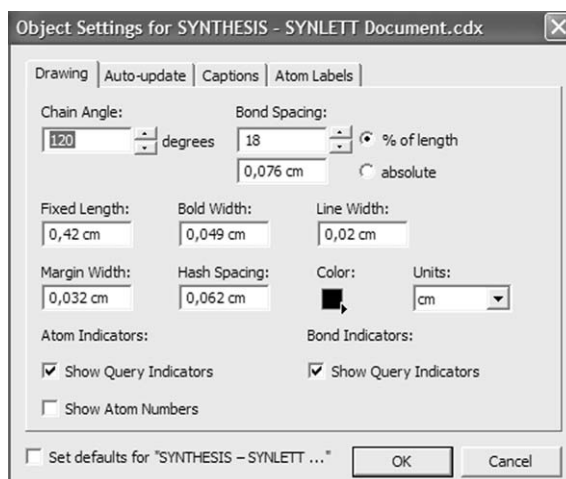 Object Settings for SYNTHESIS - SYNLETT Document.cdx
Drawing Auto-update Captions Atom Labels
Chain Angle: Bond Spacing:
120 degrees 18 % of length
0,076 cm absolute
Fixed Length: Bold Width: Line Width:
0,42 cm 0,049 cm 0,02 cm
Margin Width: Hash Spacing: Color: Units:
0,032 cm 0,062 cm cm
Atom Indicators: Bond Indicators:
Show Query Indicators Show Query Indicators
Show Atom Numbers
Set defaults for "SYNTHESIS – SYNLETT ..." OK Cancel